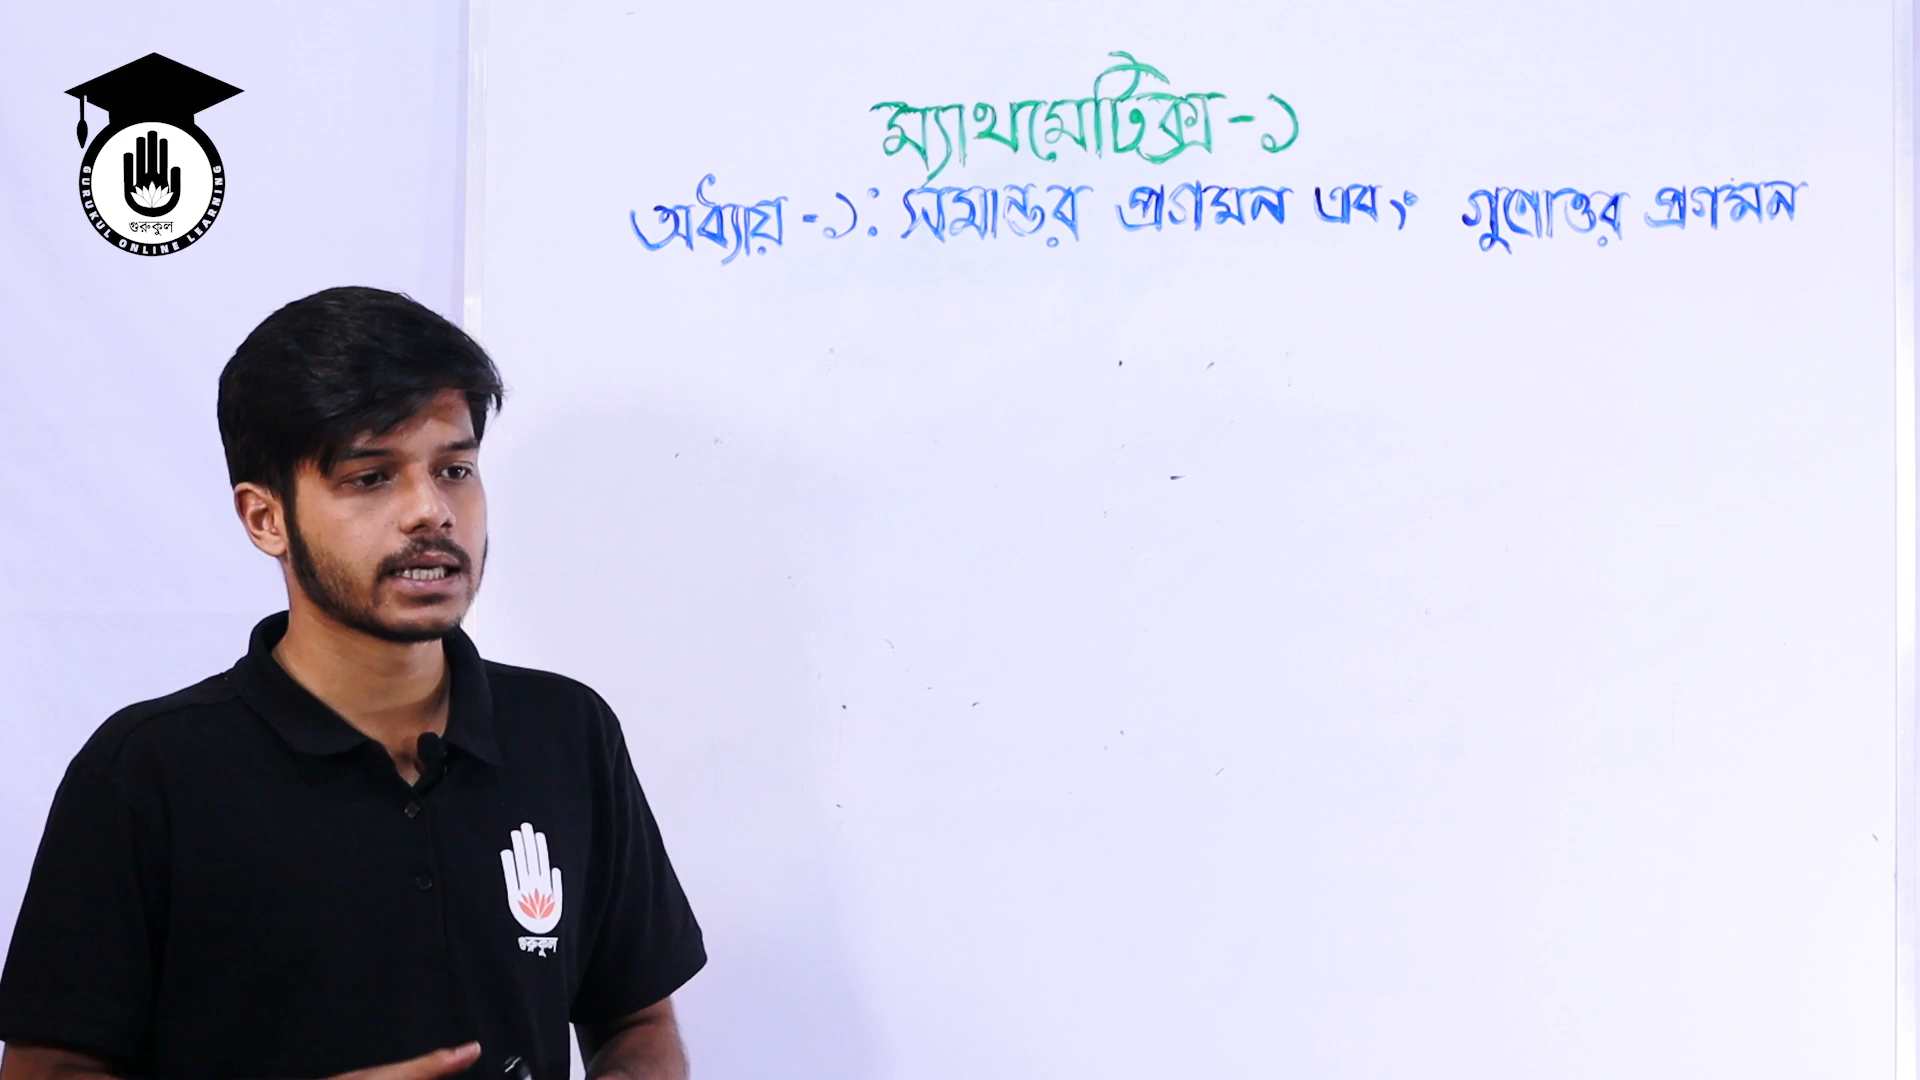 ম্যাথমেটিক্স-১
অধ্যায়-১: সমান্তর প্রগমন এবং গুণোত্তর প্রগমন
গুরুকুল
GURUKUL ONLINE LEARNING
গুরুকুল